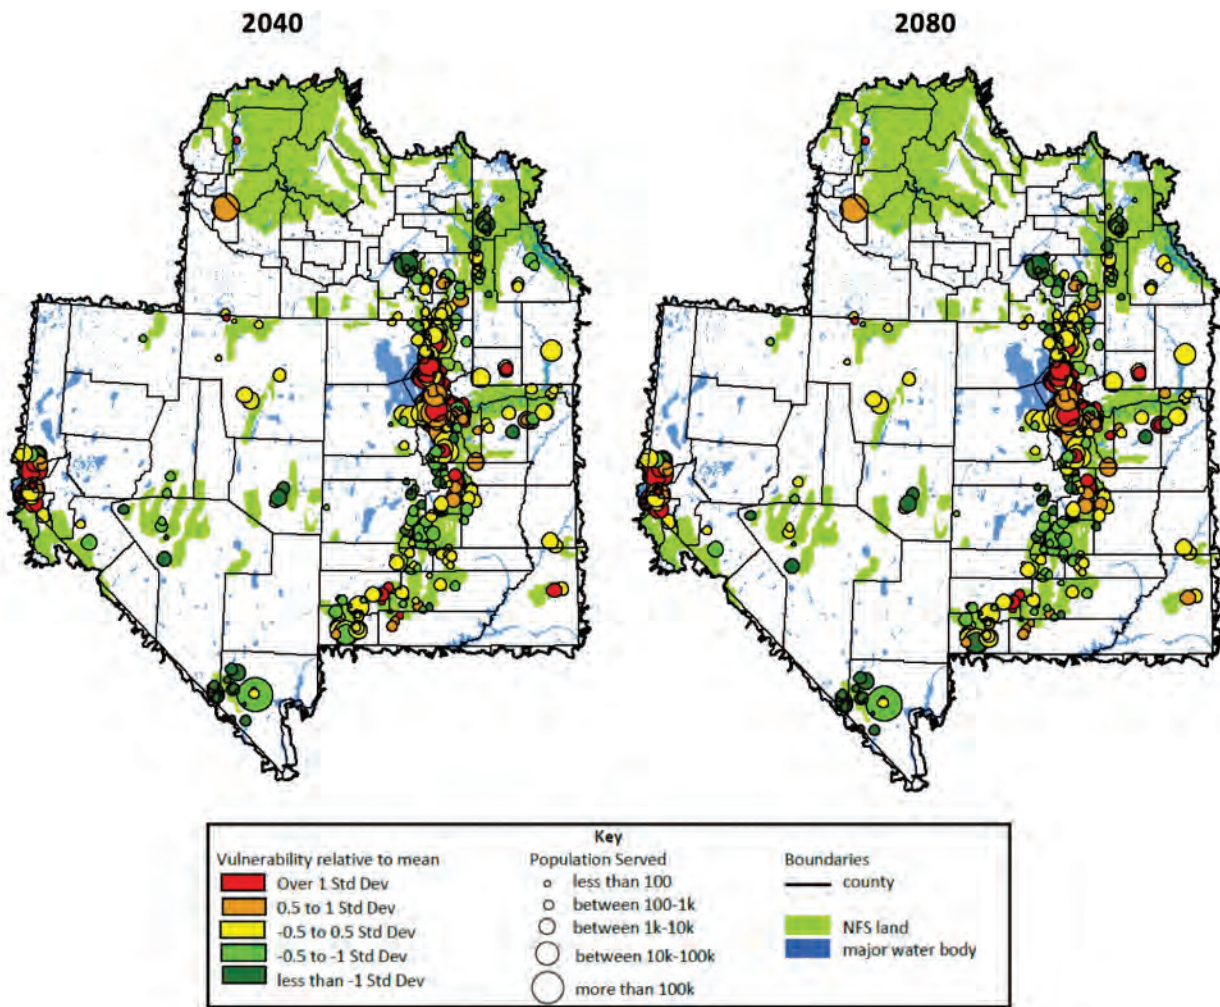 2040
2080
Key
Vulnerability relative to mean
Over 1 Std Dev
0.5 to 1 Std Dev
-0.5 to 0.5 Std Dev
-0.5 to -1 Std Dev
less than -1 Std Dev
Population Served
less than 100
between 100-1k
between 1k-10k
between 10k-100k
more than 100k
Boundaries
county
NFS land
major water body